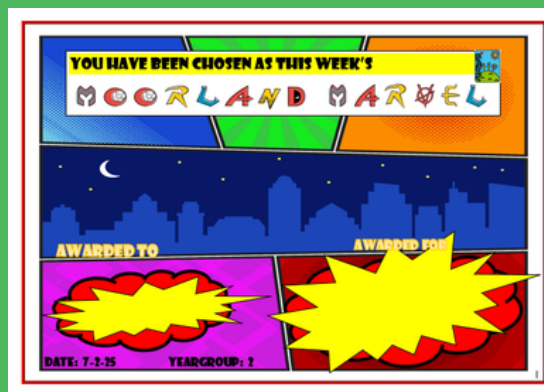 YOU HAVE BEEN CHOSEN AS THIS WEEK'S
MOORLAND MARVEL
AWARDED TO
AWARDED FOR
DATE: 7-2-25 YEARGROUP: 2